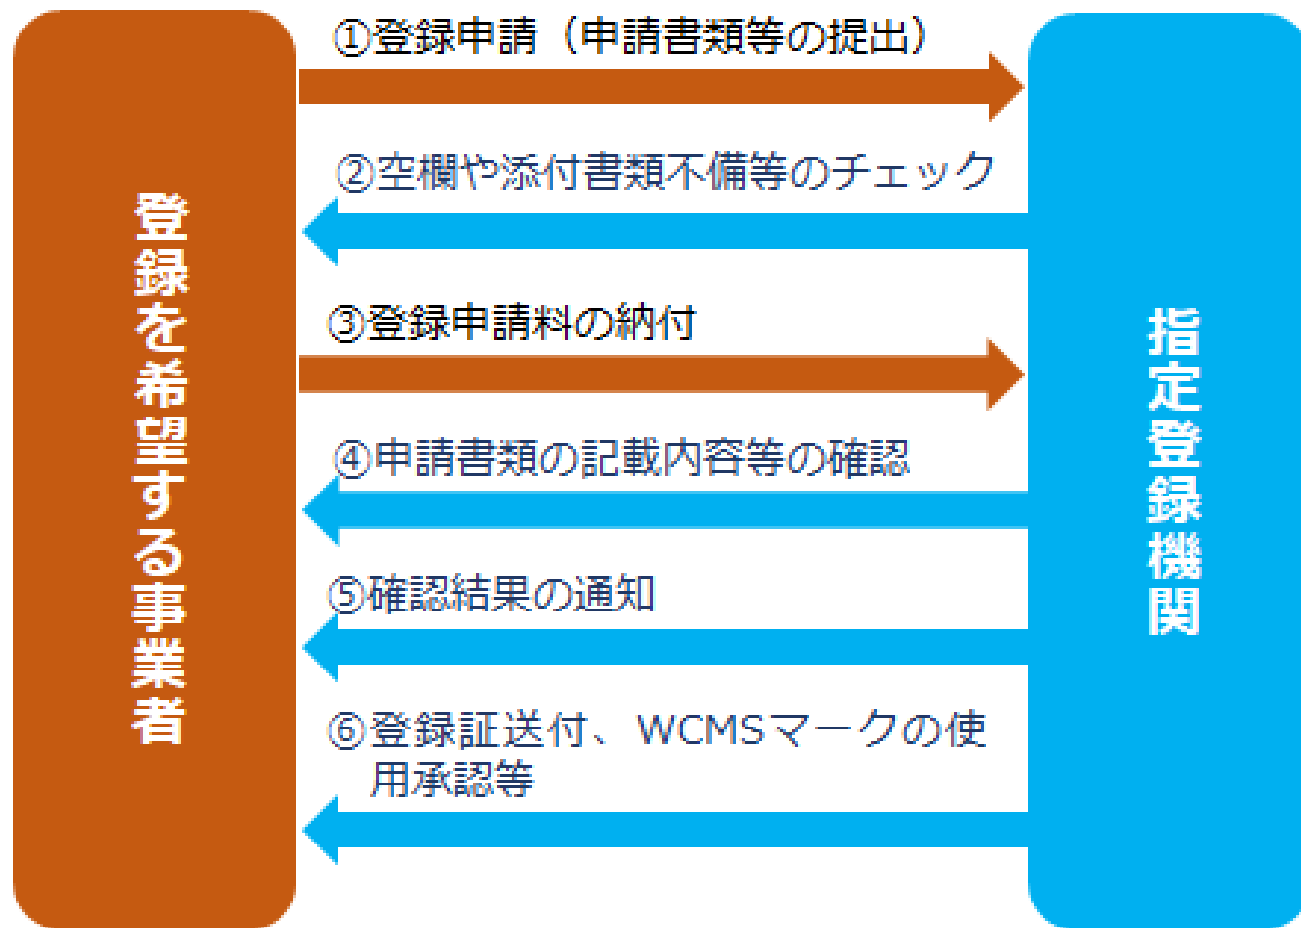 ①登録申請（申請書類等の提出）
②空欄や添付書類不備等のチェック
③登録申請料の納付
④申請書類の記載内容等の確認
⑤確認結果の通知
⑥登録証送付、WCMSマークの使
用承認等
登録を希望する事業者
指定登録機関